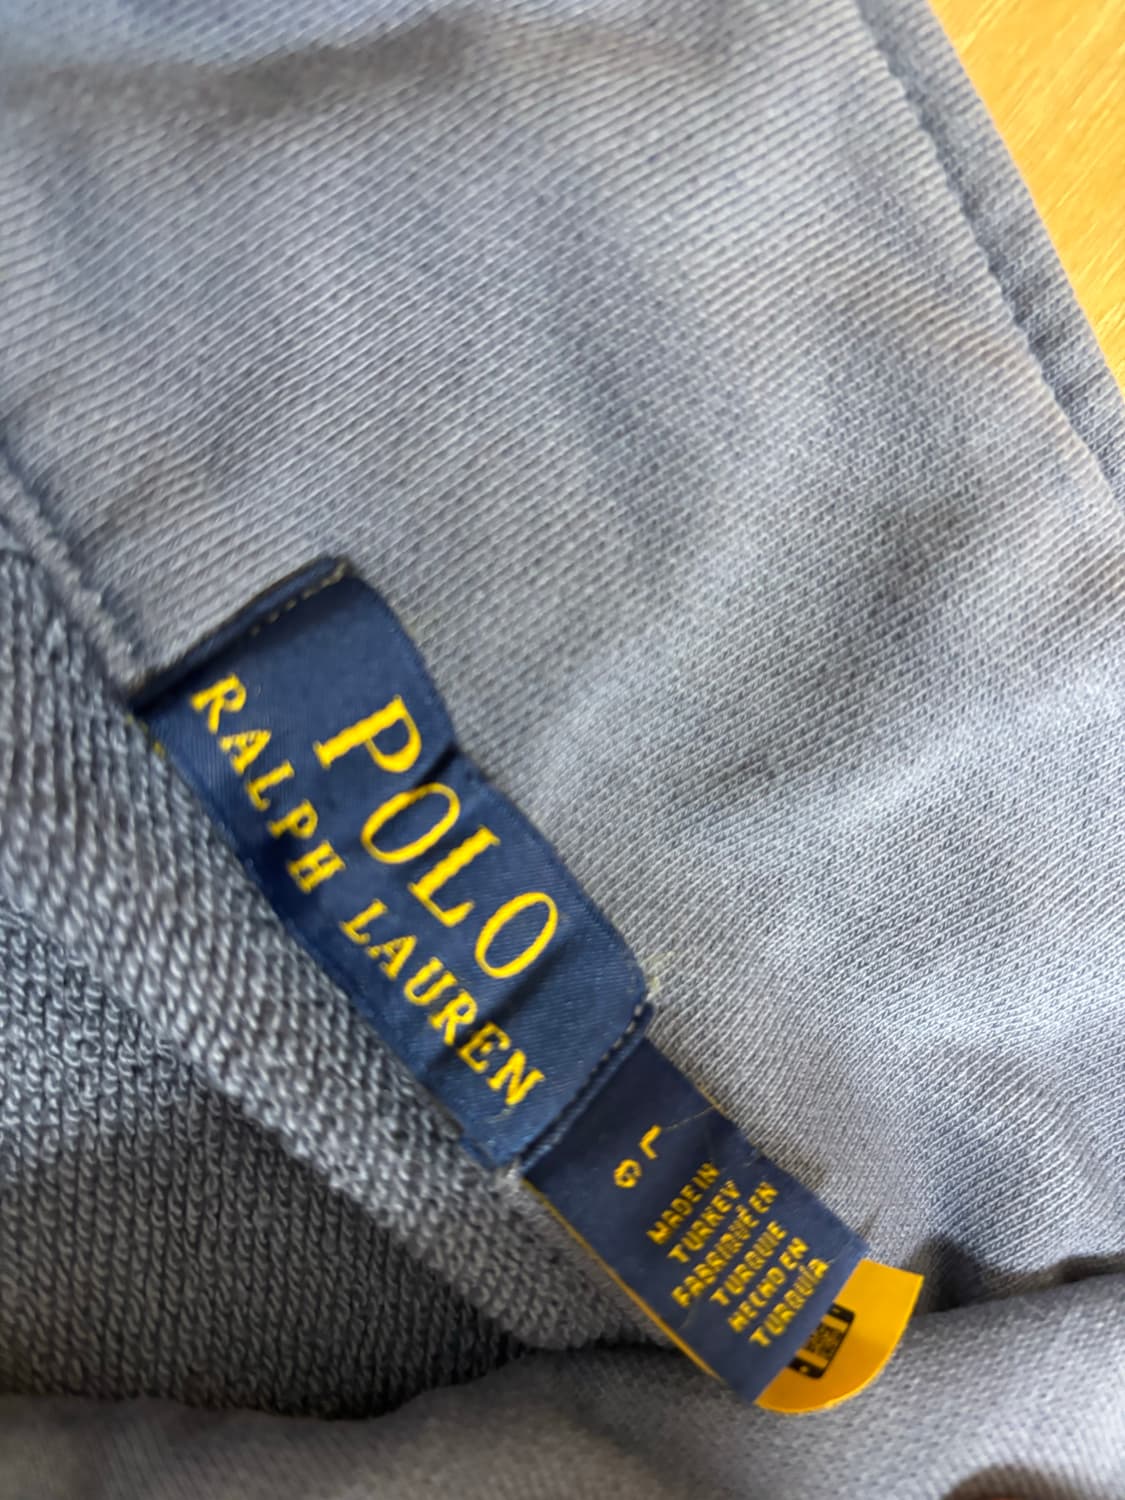 POLO
RALPH LAUREN
L
G
MADE IN
TURKEY
FABRIQUÉ EN
TURQUIE
HECHO EN
TURQUÍA